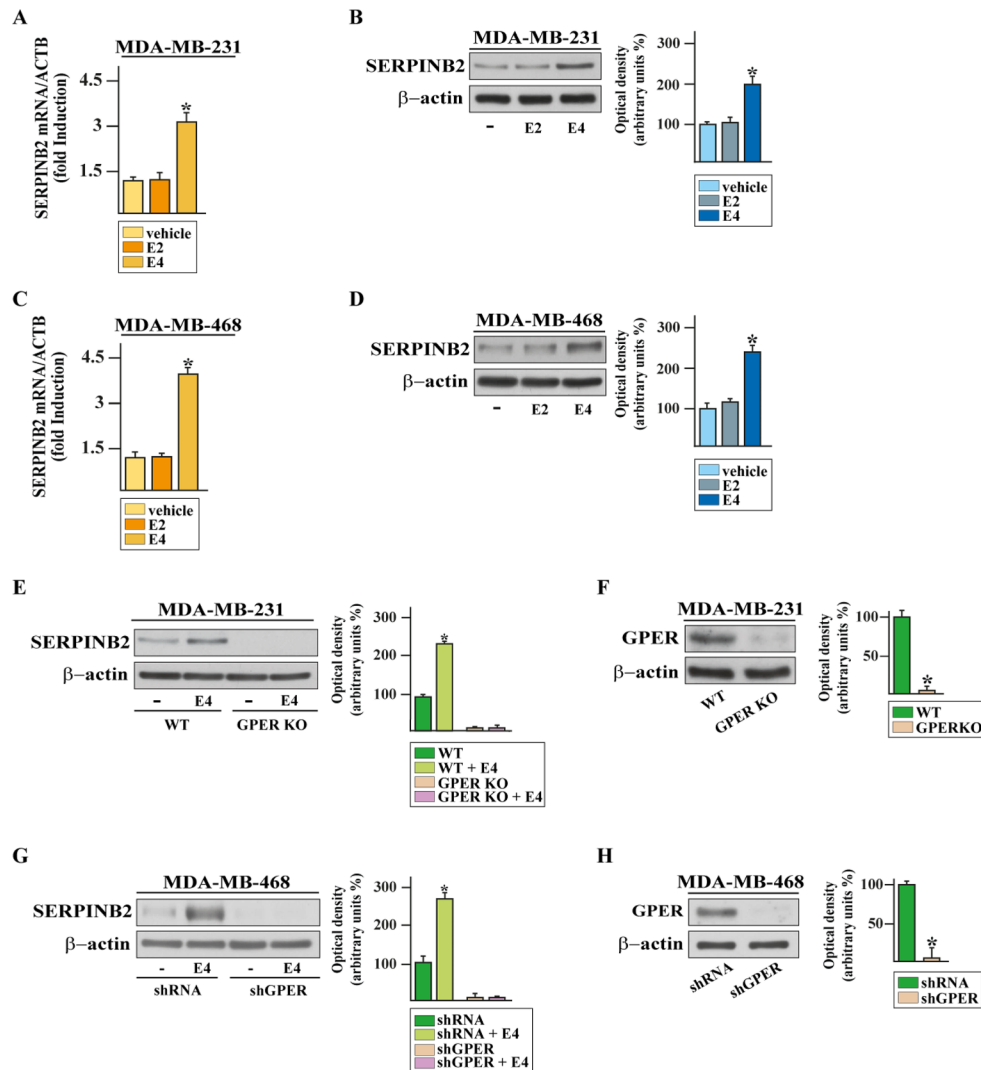 A
MDA-MB-231
SERPINB2 mRNA/ACTB
(fold Induction)
4.5
3
1.5
*
vehicle
E2
E4
B
MDA-MB-231
SERPINB2
β-actin
- E2 E4
Optical density
(arbitrary units %)
300
200
100
*
vehicle
E2
E4
C
MDA-MB-468
SERPINB2 mRNA/ACTB
(fold Induction)
4.5
3
1.5
*
vehicle
E2
E4
D
MDA-MB-468
SERPINB2
β-actin
- E2 E4
Optical density
(arbitrary units %)
300
200
100
*
vehicle
E2
E4
E
MDA-MB-231
SERPINB2
β-actin
- E4 - E4
WT GPER KO
Optical density
(arbitrary units %)
300
200
100
*
WT
WT + E4
GPER KO
GPER KO + E4
F
MDA-MB-231
GPER
β-actin
WT GPER KO
Optical density
(arbitrary units %)
100
50
*
WT
GPERKO
G
MDA-MB-468
SERPINB2
β-actin
- E4 - E4
shRNA shGPER
Optical density
(arbitrary units %)
300
200
100
*
shRNA
shRNA + E4
shGPER
shGPER + E4
H
MDA-MB-468
GPER
β-actin
shRNA shGPER
Optical density
(arbitrary units %)
100
50
*
shRNA
shGPER